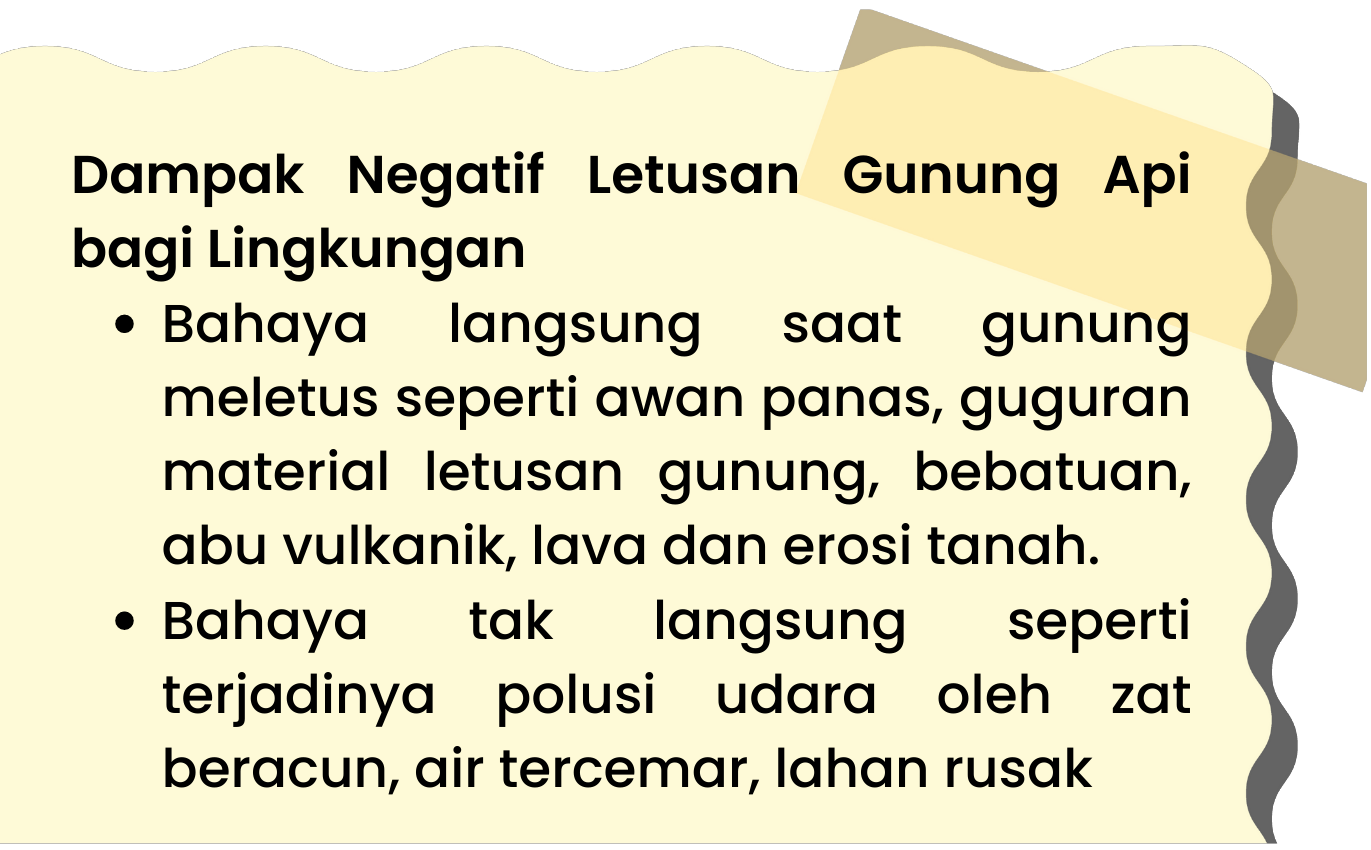 Dampak Negatif Letusan Gunung Api
bagi Lingkungan
• Bahaya langsung saat gunung
meletus seperti awan panas, guguran
material letusan gunung, bebatuan,
abu vulkanik, lava dan erosi tanah.
• Bahaya tak langsung seperti
terjadinya polusi udara oleh zat
beracun, air tercemar, lahan rusak